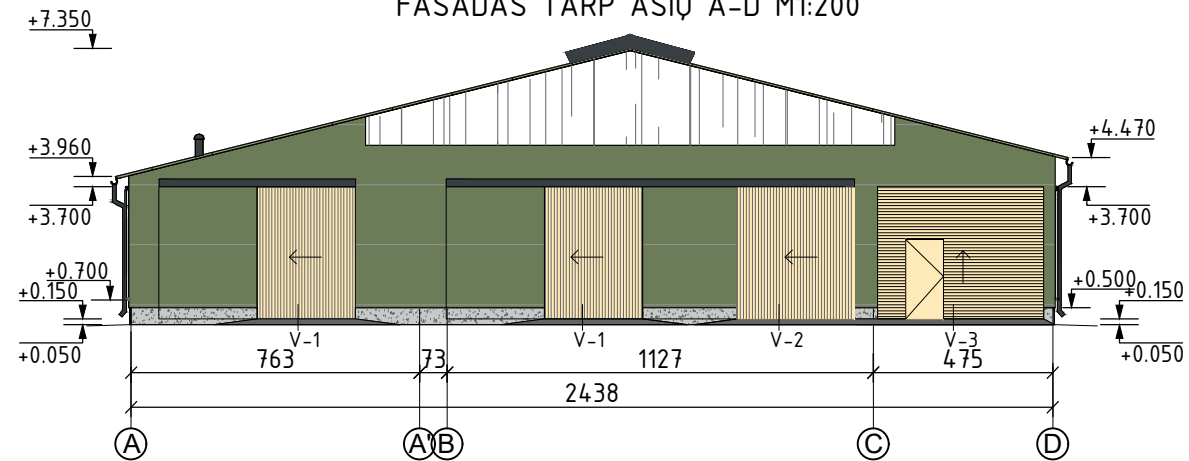 FASADAS TARP AŠIŲ A-D M1:200
+7.350
+3.960
+4.470
+3.700
+3.700
+0.700
+0.500
+0.150
+0.150
+0.050
+0.050
V-1
V-1
V-2
V-3
763
73
1127
475
2438
A
A'
B
C
D